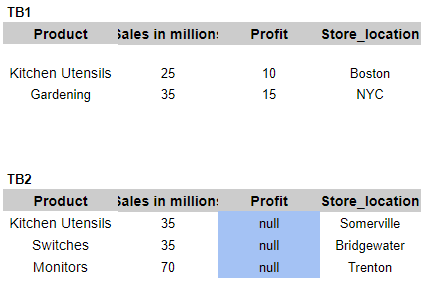 TB1
Product Sales in millions Profit Store_location
Kitchen Utensils 25 10 Boston
Gardening 35 15 NYC
TB2
Product Sales in millions Profit Store_location
Kitchen Utensils 35 null Somerville
Switches 35 null Bridgewater
Monitors 70 null Trenton